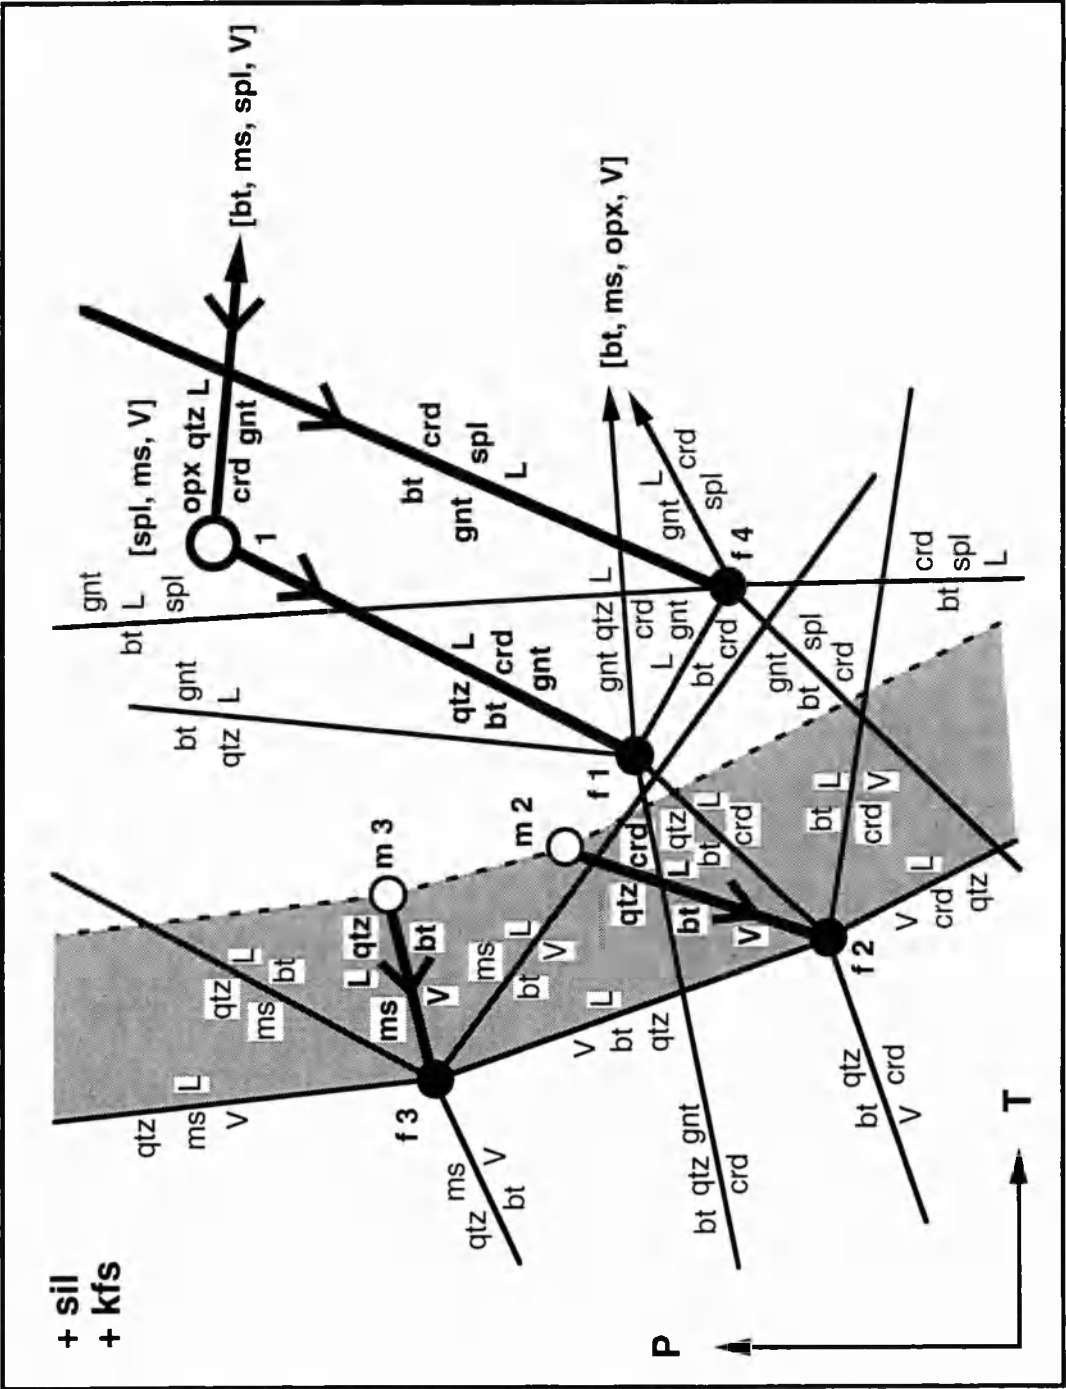 + sil
+ kfs
qtz
ms L
V
qtz L
ms bt
bt gnt
qtz L
gnt
bt L
spl
[spl, ms, V]
opx qtz L
crd gnt
1
[bt, ms, spl, V]
m 3
L qtz
ms bt
V
f 3
qtz ms
V
bt
ms L
bt V
m 2
qtz L
bt crd
gnt
bt crd
gnt spl
L
V L
bt
qtz
qtz crd
bt L
V
f 1
gnt qtz L
crd
[bt, ms, opx, V]
L gnt
bt crd
gnt L
spl crd
f 4
qtz L
bt crd
bt qtz gnt
crd
gnt
bt spl
crd
bt L
crd V
f 2
bt qtz
V crd
V L
crd
qtz
crd
bt spl
L
P
T